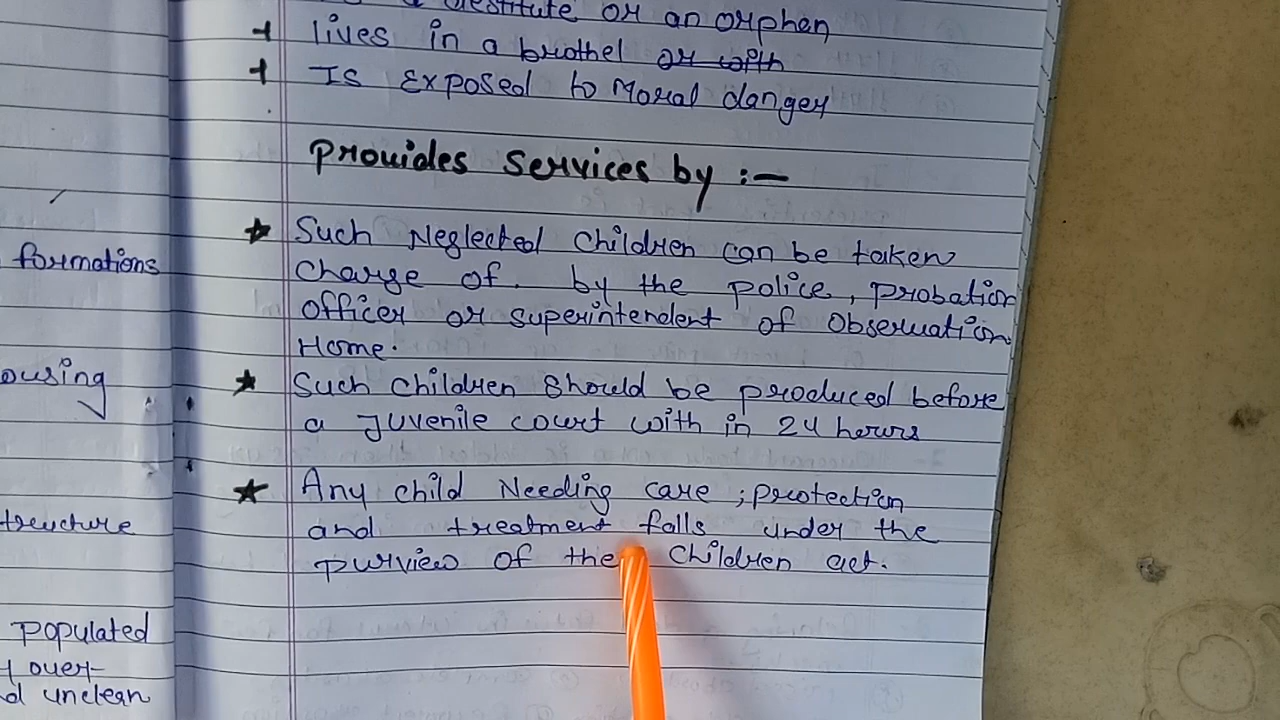 destitute or an orphen
+ lives in a brothel or with
+ Is Exposed to Moral danger
Provides Services by :-
★ Such Neglected Children can be taken
Charge of. by the police, probation
officer or superintendent of Observation
Home.
★ Such children should be produced before
a Juvenile court with in 24 hours
★ Any child Needing care, protection
and treatment falls under the
purview of the Children act.
formations
ousing
tructure
populated
over-
unclean